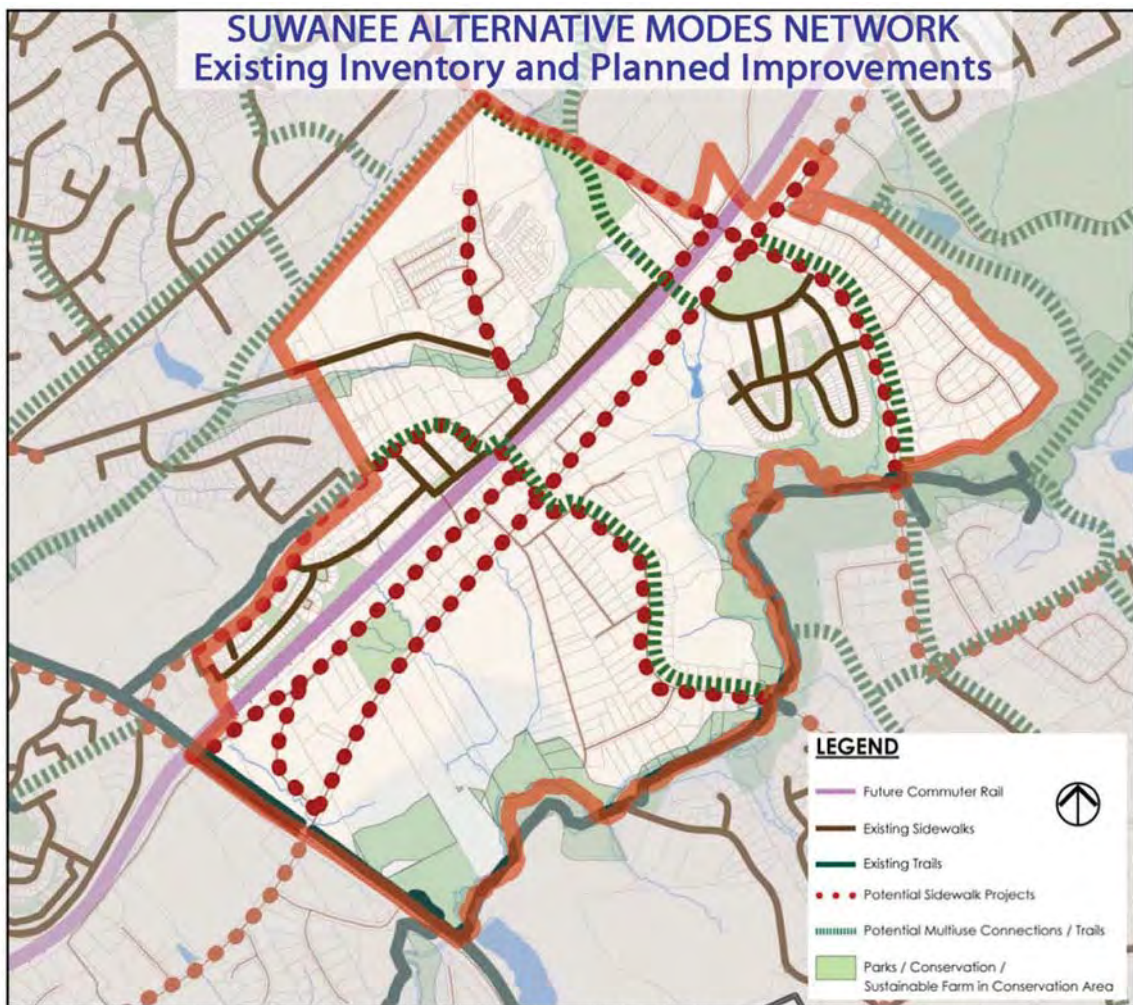 SUWANEE ALTERNATIVE MODES NETWORK
Existing Inventory and Planned Improvements
LEGEND
Future Commuter Rail
Existing Sidewalks
Existing Trails
Potential Sidewalk Projects
Potential Multiuse Connections / Trails
Parks / Conservation /
Sustainable Farm in Conservation Area